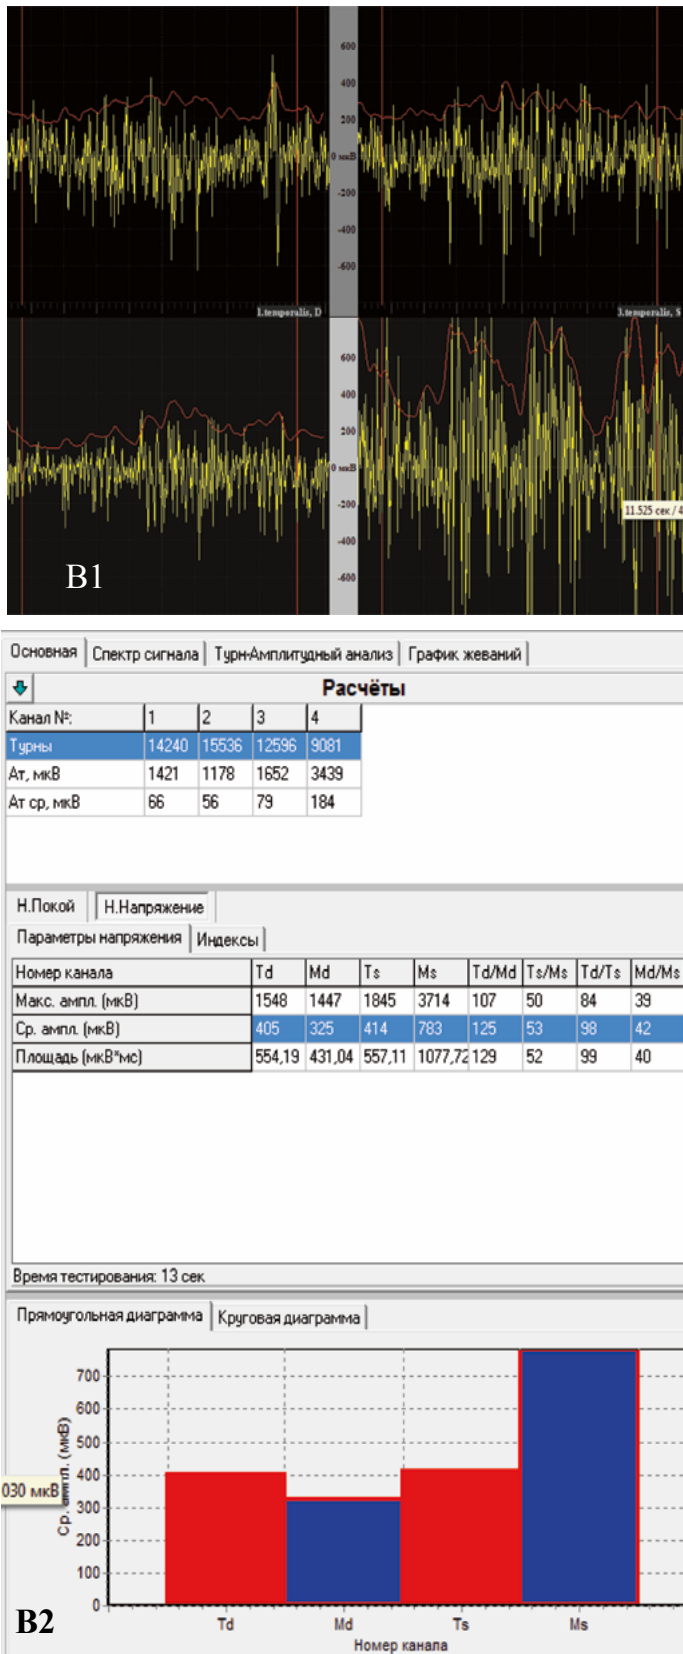 600
400
200
0 мкВ
-200
-400
-600
1.temporalis, D
3.temporalis, S
600
400
200
0 мкВ
-200
-400
-600
11.525 сек / 4
B1
Основная Спектр сигнала Турн-Амплитудный анализ График жеваний
Расчёты
Канал №: 1 2 3 4
Турны 14240 15536 12596 9081
Ат, мкВ 1421 1178 1652 3439
Ат ср, мкВ 66 56 79 184
Н.Покой Н.Напряжение
Параметры напряжения Индексы
Номер канала Td Md Ts Ms Td/Md Ts/Ms Td/Ts Md/Ms
Макс. ампл. (мкВ) 1548 1447 1845 3714 107 50 84 39
Ср. ампл. (мкВ) 405 325 414 783 125 53 98 42
Площадь (мкВ*мс) 554,19 431,04 557,11 1077,72 129 52 99 40
Время тестирования: 13 сек
Прямоугольная диаграмма Круговая диаграмма
Ср. ампл. (мкВ)
700
600
500
400
030 мкВ
300
200
100
0
B2
Td Md Ts Ms
Номер канала